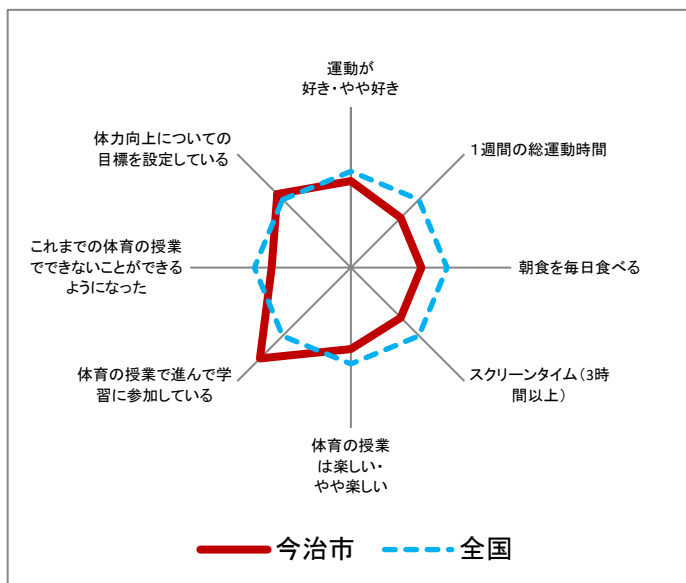 運動が
好き・やや好き
体力向上についての
目標を設定している
１週間の総運動時間
これまでの体育の授業
でできないことができる
ようになった
朝食を毎日食べる
体育の授業で進んで学
習に参加している
スクリーンタイム（3時
間以上）
体育の授業
は楽しい・
やや楽しい
今治市
全国